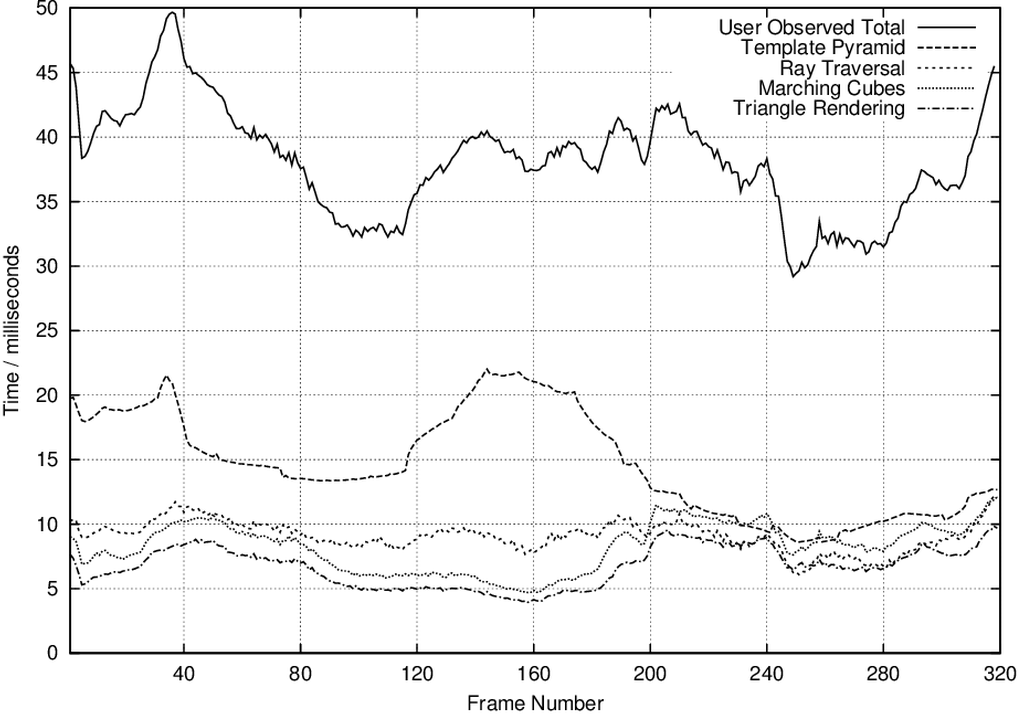 50
45
40
35
30
25
20
15
10
5
0
Time / milliseconds
User Observed Total
Template Pyramid
Ray Traversal
Marching Cubes
Triangle Rendering
40 80 120 160 200 240 280 320
Frame Number